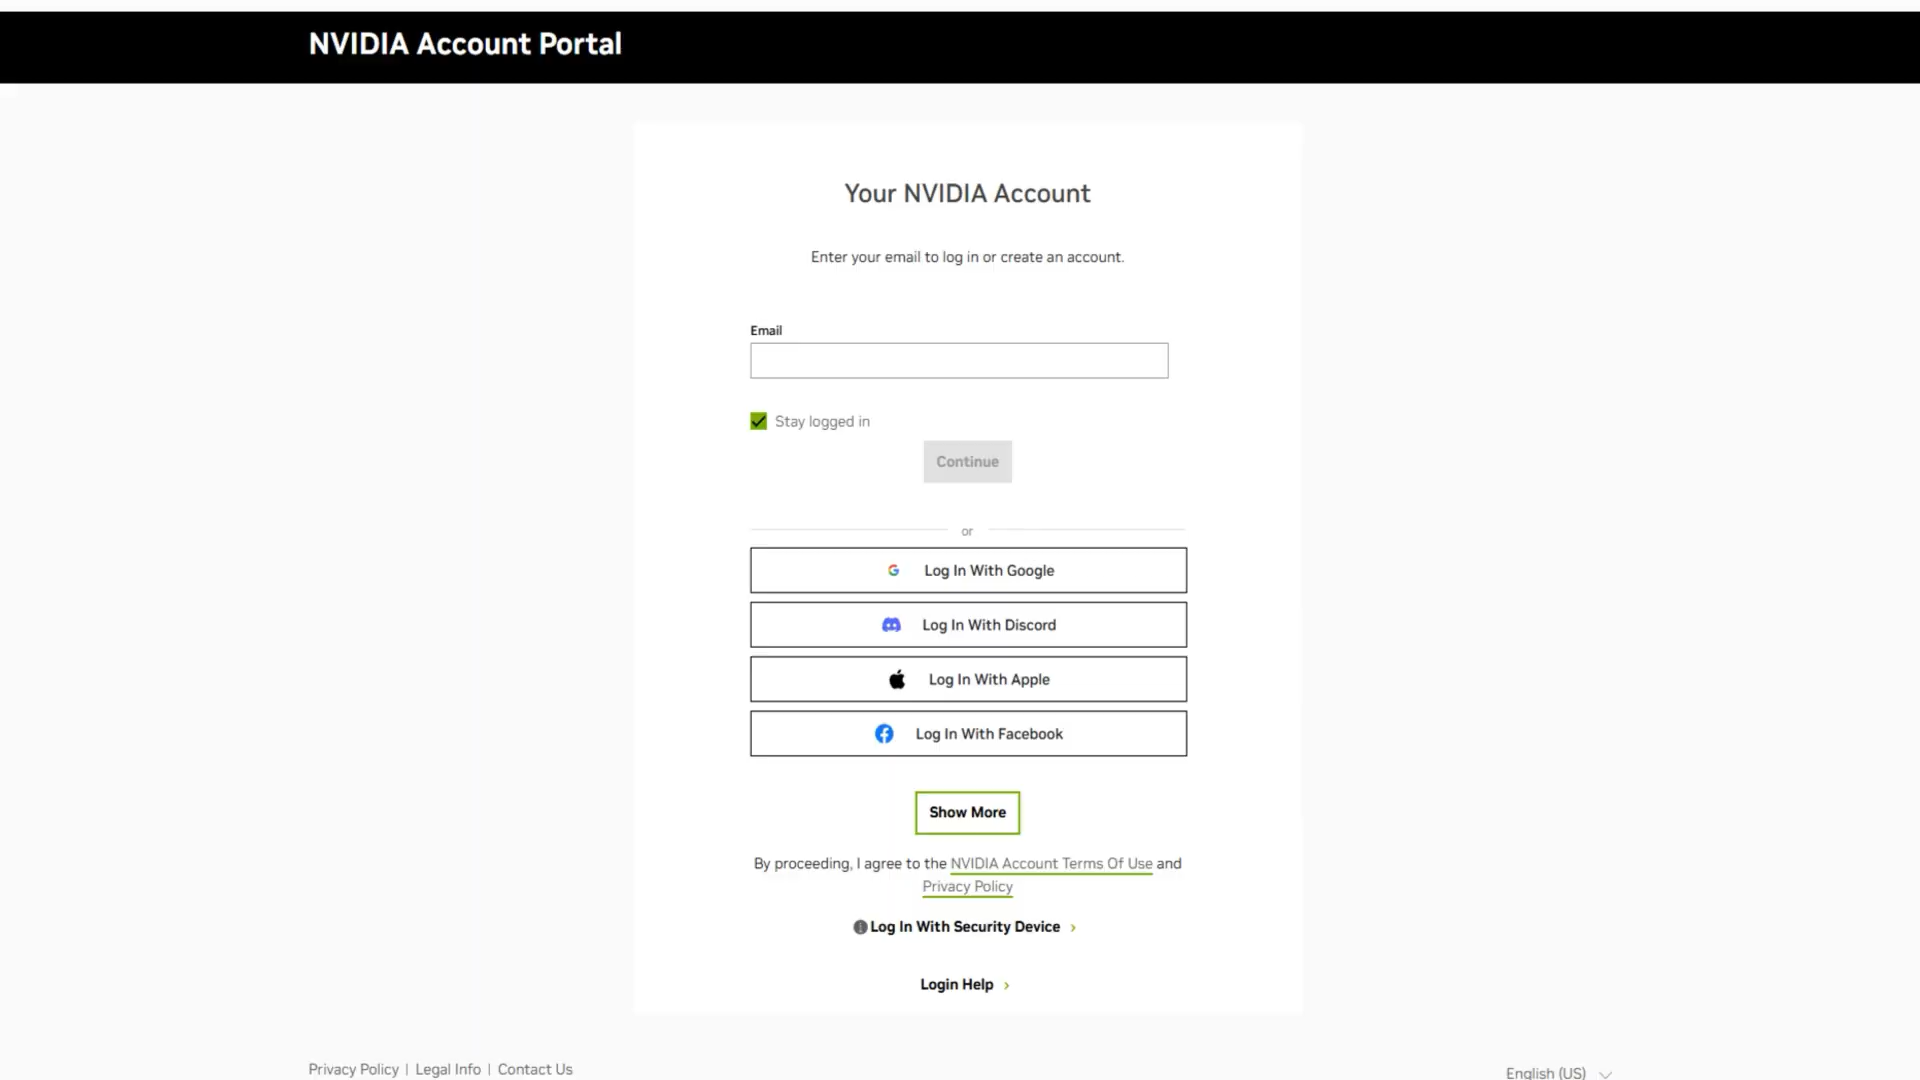 NVIDIA Account Portal
Your NVIDIA Account
Enter your email to log in or create an account.
Email
Stay logged in
Continue
or
Log In With Google
Log In With Discord
Log In With Apple
Log In With Facebook
Show More
By proceeding, I agree to the NVIDIA Account Terms Of Use and
Privacy Policy
Log In With Security Device
Login Help
Privacy Policy | Legal Info | Contact Us
English (US)